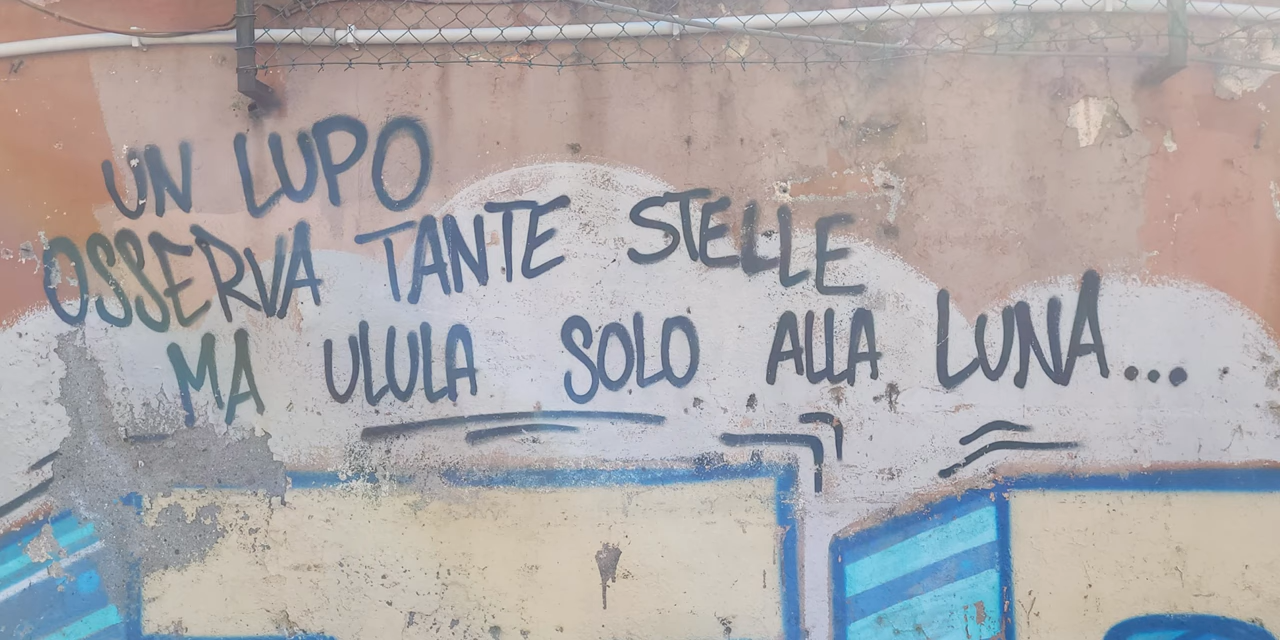 UN LUPO
OSSERVA TANTE STELLE
MA ULULA SOLO ALLA LUNA...